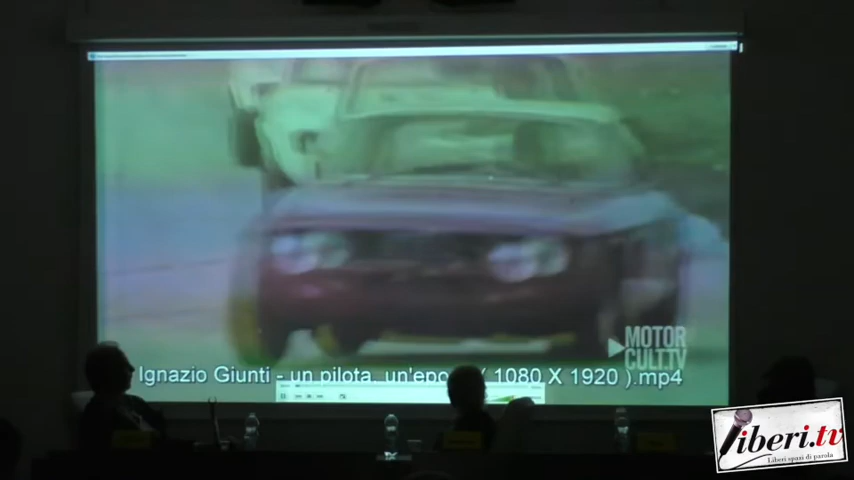 MOTOR
CULT.TV
Ignazio Giunti - un pilota, un'epo ( 1080 X 1920 ).mp4
liberi.tv
Liberi spazi di parola